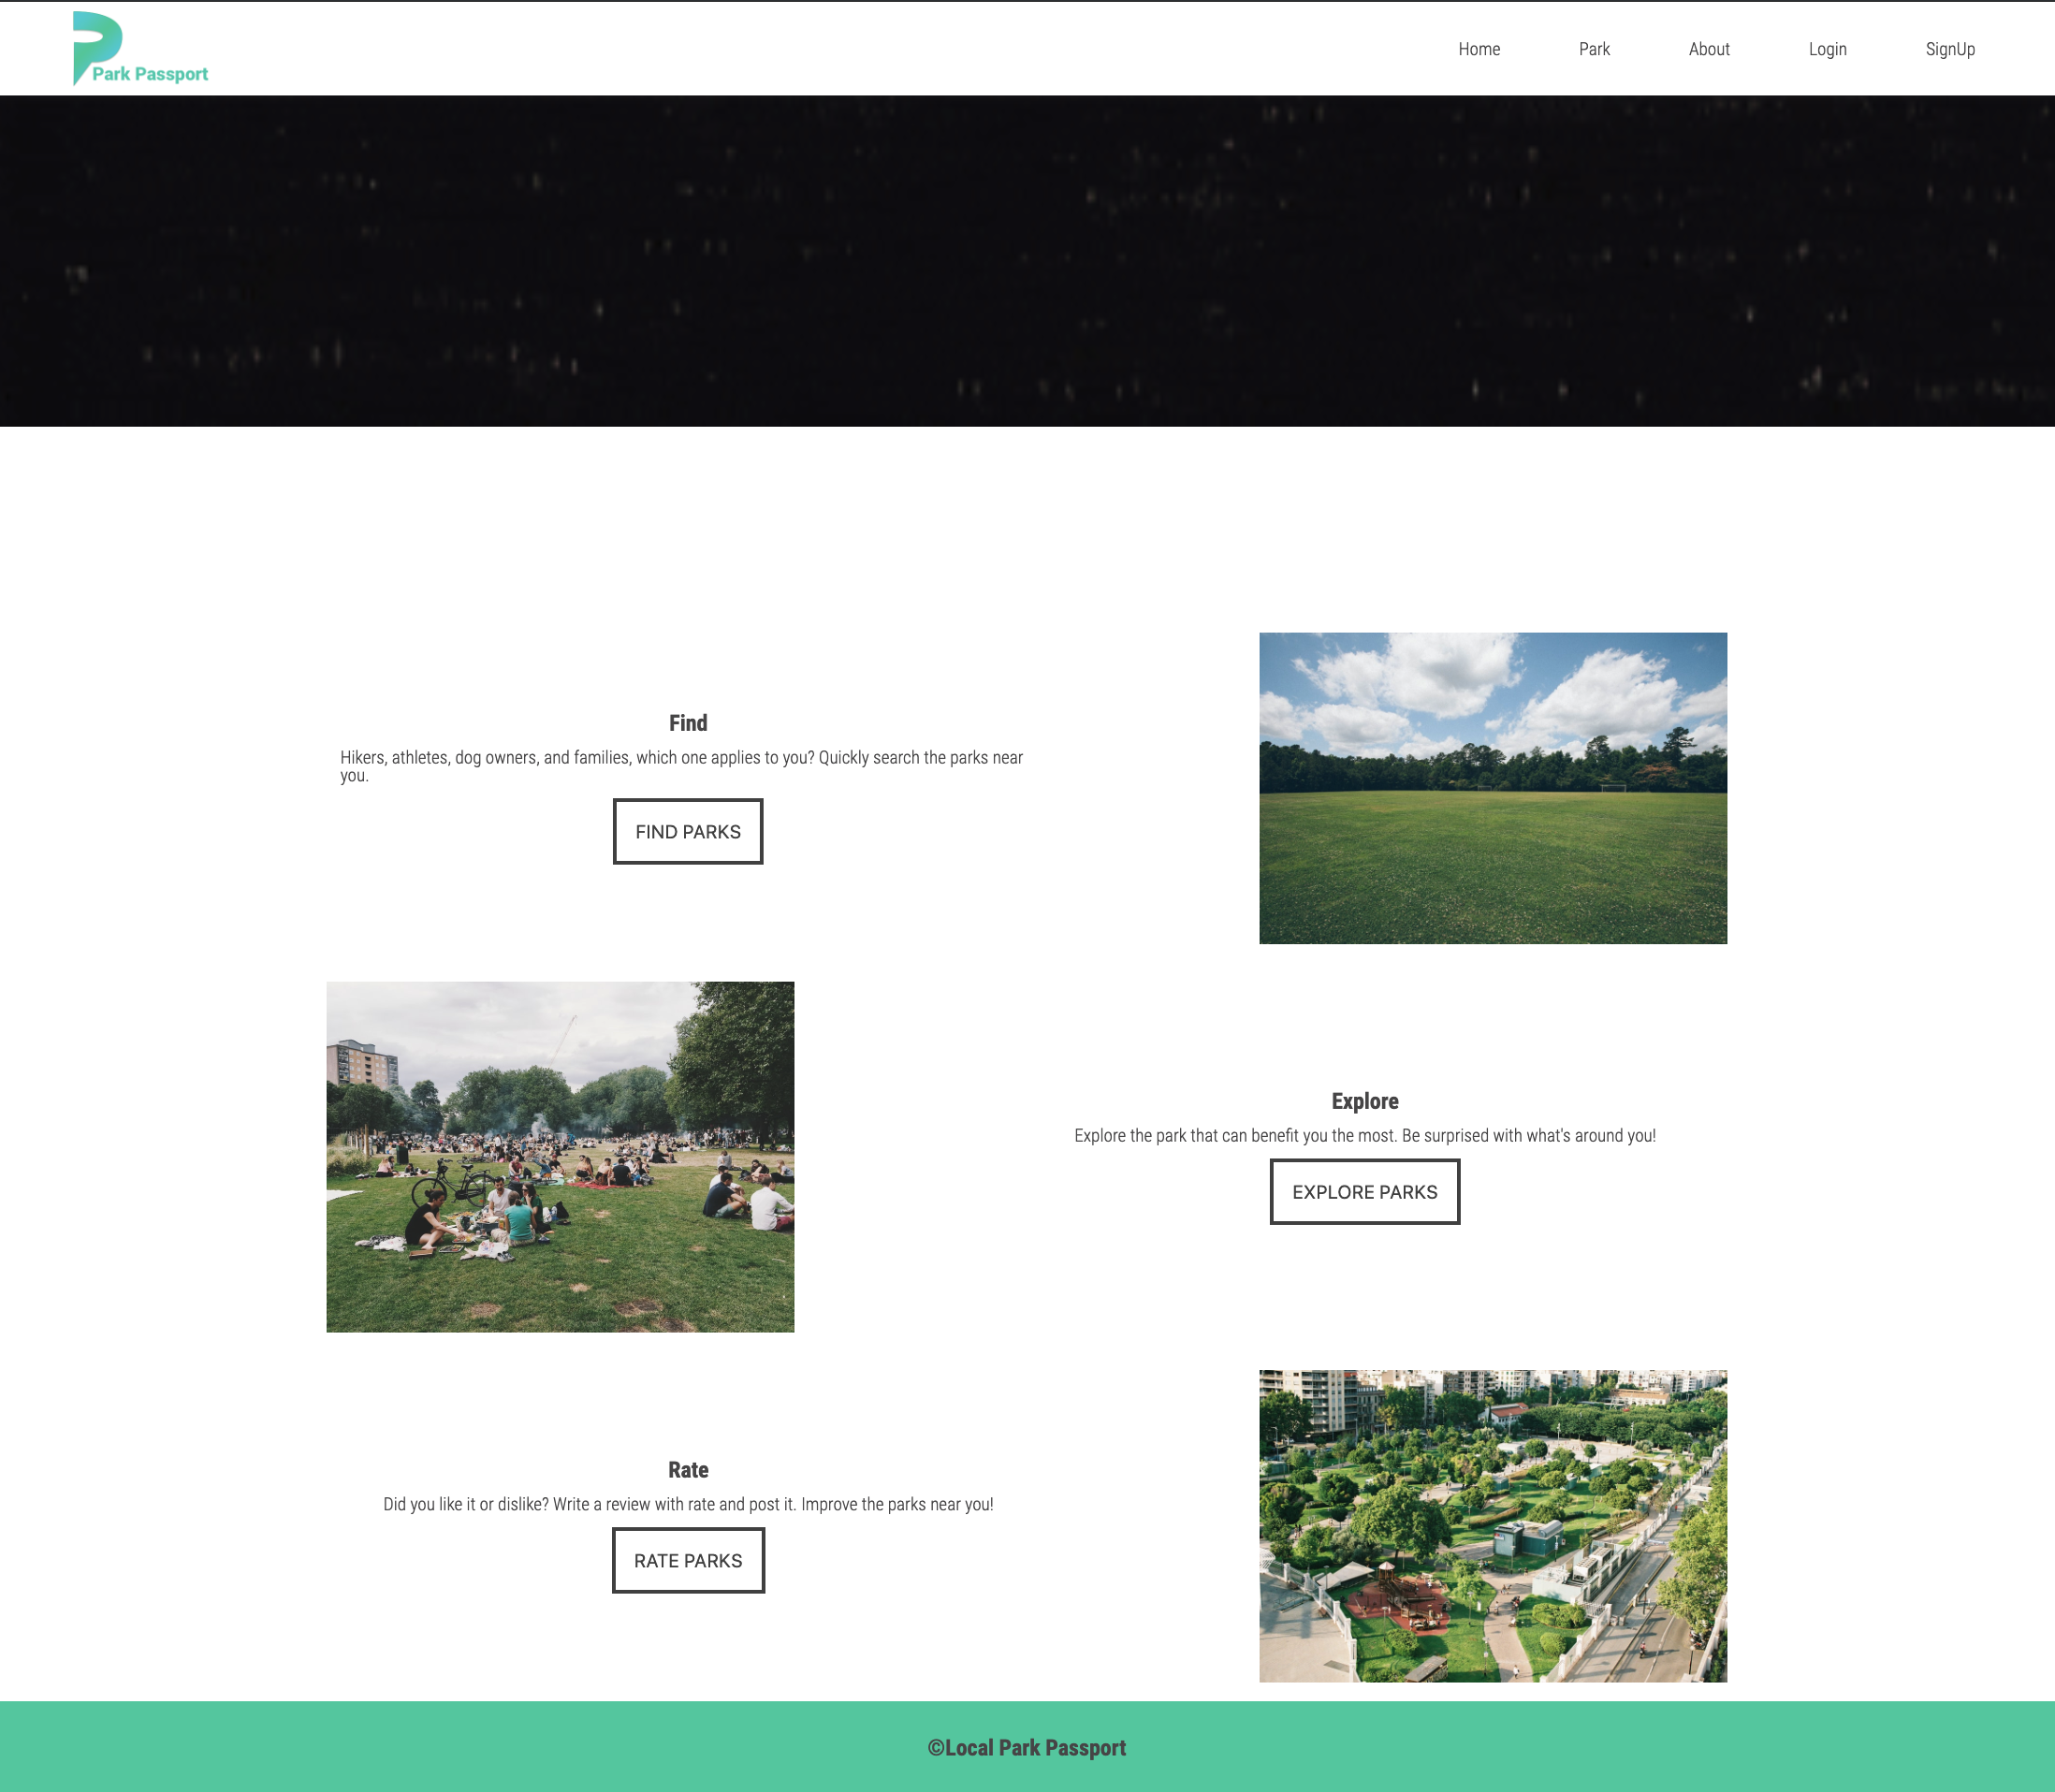 Park Passport
Home
Park
About
Login
SignUp
Find
Hikers, athletes, dog owners, and families, which one applies to you? Quickly search the parks near
you.
FIND PARKS
Explore
Explore the park that can benefit you the most. Be surprised with what's around you!
EXPLORE PARKS
Rate
Did you like it or dislike? Write a review with rate and post it. Improve the parks near you!
RATE PARKS
©Local Park Passport